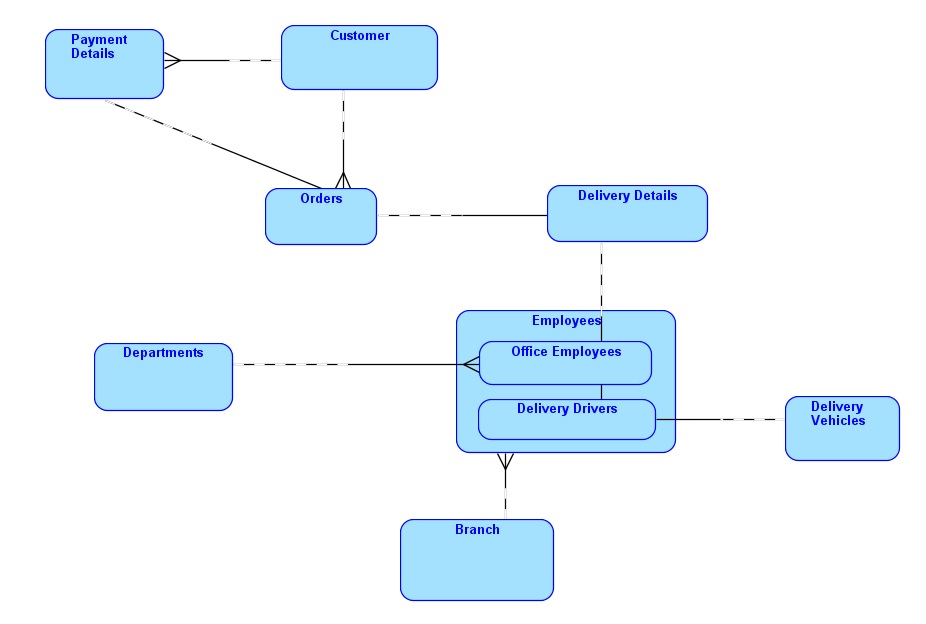 Payment
Details
Customer
Orders
Delivery Details
Employees
Office Employees
Departments
Delivery Drivers
Delivery
Vehicles
Branch